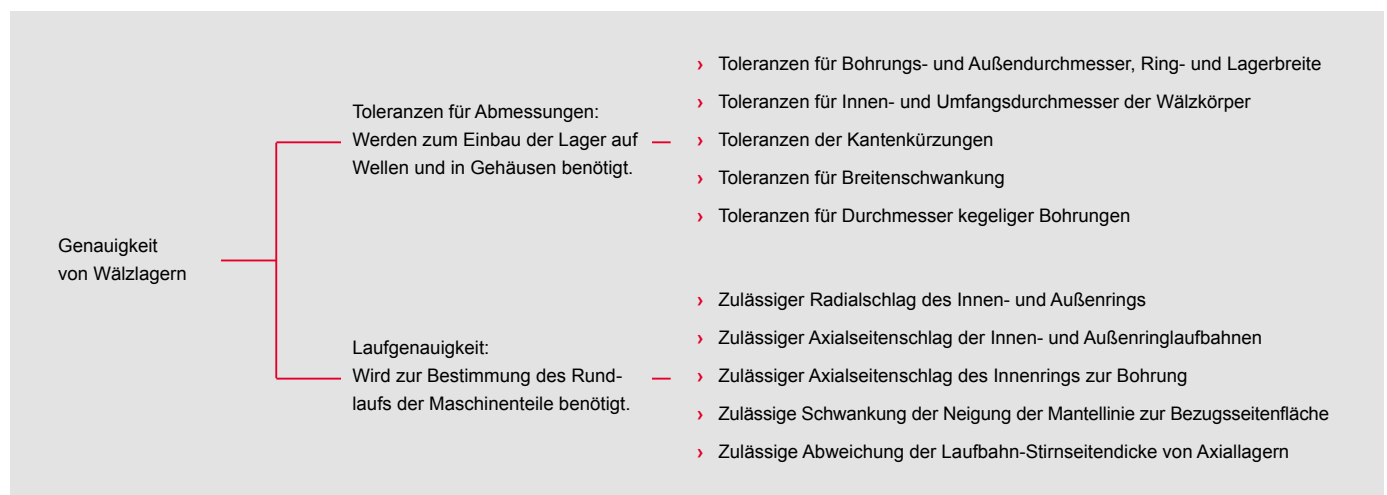 Genauigkeit
von Wälzlagern
Toleranzen für Abmessungen:
Werden zum Einbau der Lager auf
Wellen und in Gehäusen benötigt.
› Toleranzen für Bohrungs- und Außendurchmesser, Ring- und Lagerbreite
› Toleranzen für Innen- und Umfangsdurchmesser der Wälzkörper
› Toleranzen der Kantenkürzungen
› Toleranzen für Breitenschwankung
› Toleranzen für Durchmesser kegeliger Bohrungen
Laufgenauigkeit:
Wird zur Bestimmung des Rund-
laufs der Maschinenteile benötigt.
› Zulässiger Radialschlag des Innen- und Außenrings
› Zulässiger Axialseitenschlag der Innen- und Außenringlaufbahnen
› Zulässiger Axialseitenschlag des Innenrings zur Bohrung
› Zulässige Schwankung der Neigung der Mantellinie zur Bezugsseitenfläche
› Zulässige Abweichung der Laufbahn-Stirnseitendicke von Axiallagern